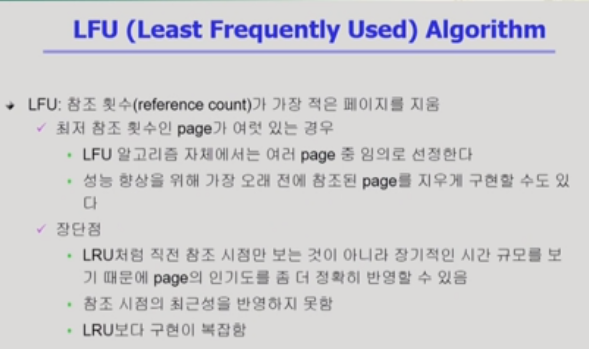 LFU (Least Frequently Used) Algorithm
LFU: 참조 횟수(reference count)가 가장 적은 페이지를 지움
최저 참조 횟수인 page가 여럿 있는 경우
LFU 알고리즘 자체에서는 여러 page 중 임의로 선정한다
성능 향상을 위해 가장 오래 전에 참조된 page를 지우게 구현할 수도 있
다
장단점
LRU처럼 직전 참조 시점만 보는 것이 아니라 장기적인 시간 규모를 보
기 때문에 page의 인기도를 좀 더 정확히 반영할 수 있음
참조 시점의 최근성을 반영하지 못함
LRU보다 구현이 복잡함